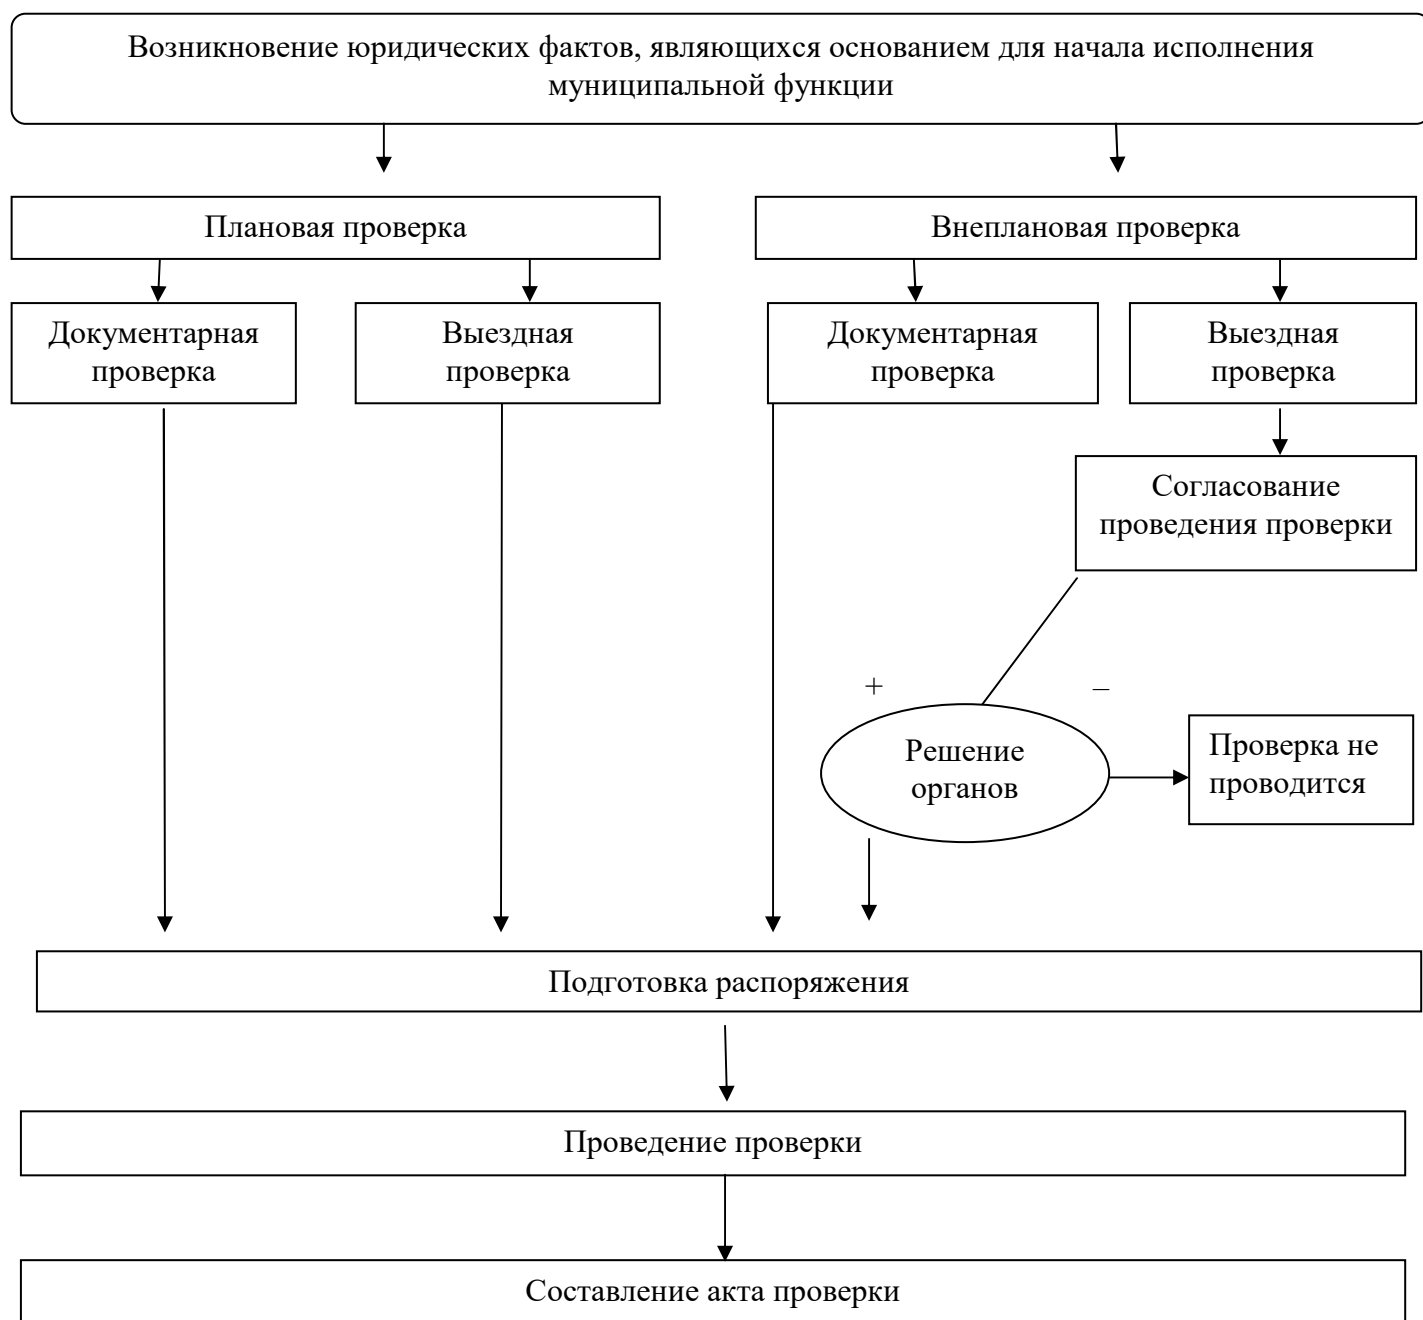 Возникновение юридических фактов, являющихся основанием для начала исполнения
муниципальной функции
Плановая проверка
Внеплановая проверка
Документарная
проверка
Выездная
проверка
Документарная
проверка
Выездная
проверка
Согласование
проведения проверки
+
–
Решение
органов
Проверка не
проводится
Подготовка распоряжения
Проведение проверки
Составление акта проверки